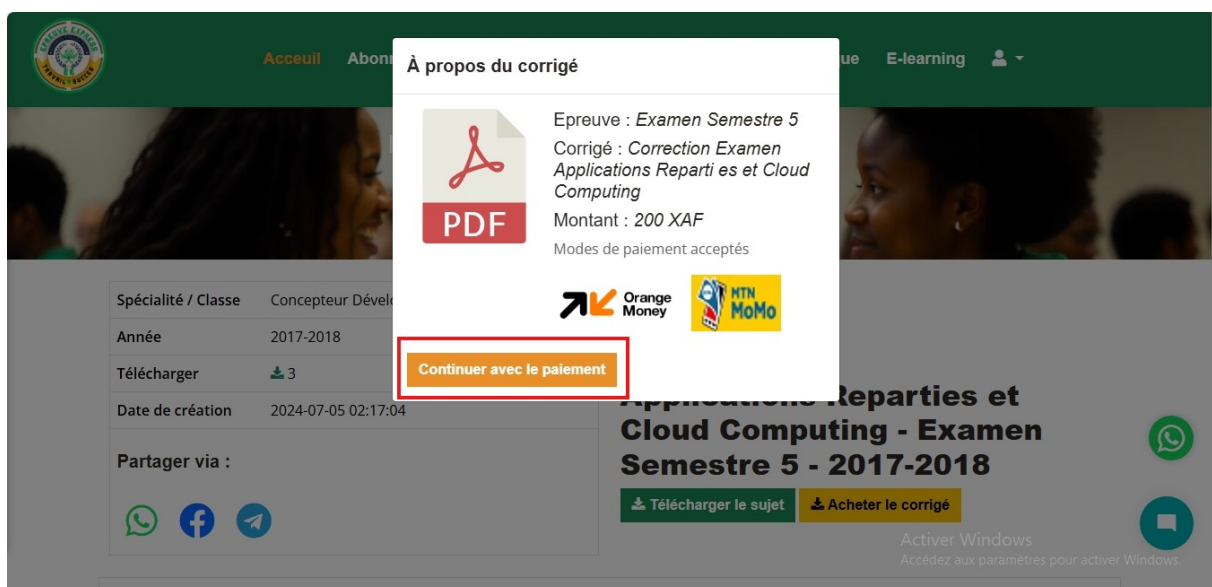 EPREUVE EXPRESS
TRAVAIL - SUCCES
Acceuil
E-learning
À propos du corrigé
PDF
Epreuve : Examen Semestre 5
Corrigé : Correction Examen
Applications Reparti es et Cloud
Computing
Montant : 200 XAF
Modes de paiement acceptés
Orange
Money
MTN
MoMo
Continuer avec le paiement
Spécialité / Classe
Concepteur
Année 2017-2018
Télécharger 3
Date de création 2024-07-05 02:17:04
Partager via :
Reparties et
Cloud Computing - Examen
Semestre 5 - 2017-2018
Télécharger le sujet
Acheter le corrigé
Activer Windows
Accédez aux paramètres pour activer Windows.